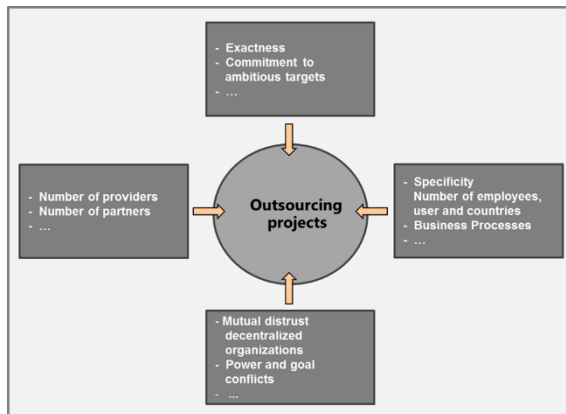 - Exactness
- Commitment to
ambitious targets
- ...
- Number of providers
- Number of partners
- ...
Outsourcing
projects
- Specificity
Number of employees,
user and countries
- Business Processes
- ...
- Mutual distrust
decentralized
organizations
- Power and goal
conflicts
- ...